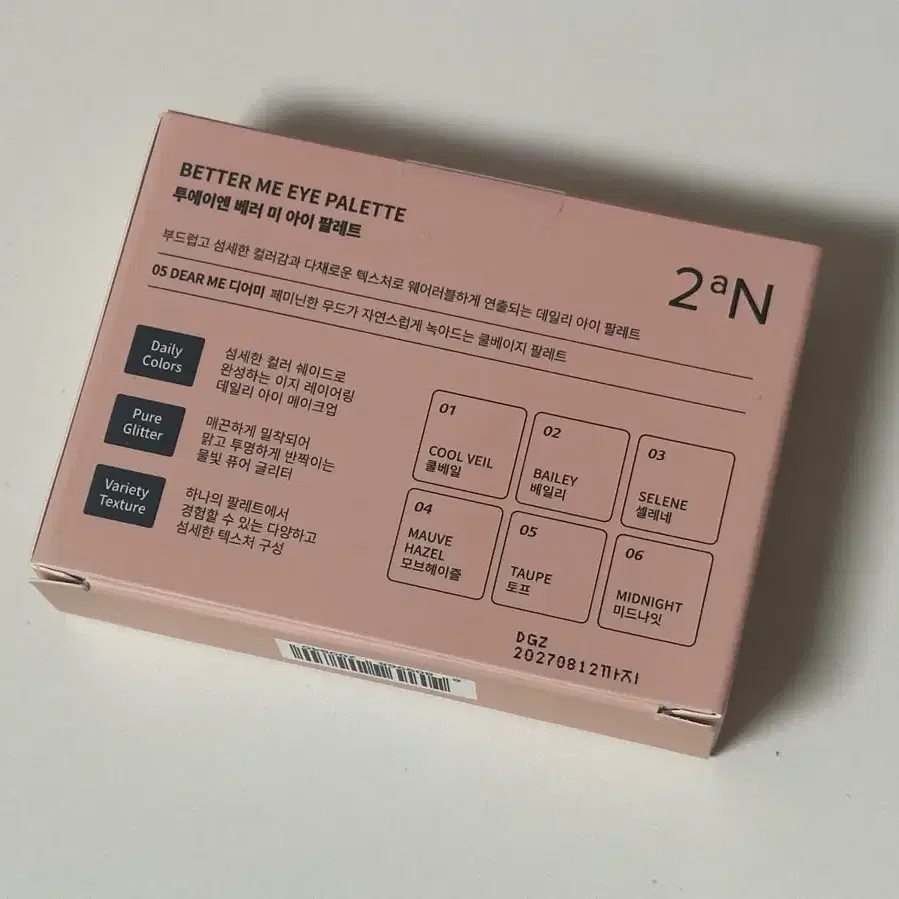 BETTER ME EYE PALETTE
투에이엔 베러 미 아이 팔레트
2aN
부드럽고 섬세한 컬러감과 다채로운 텍스처로 웨어러블하게 연출되는 데일리 아이 팔레트
05 DEAR ME 디어미 페미닌한 무드가 자연스럽게 녹아드는 쿨베이지 팔레트
Daily
Colors
섬세한 컬러 쉐이드로
완성하는 이지 레이어링
데일리 아이 메이크업
Pure
Glitter
매끈하게 밀착되어
맑고 투명하게 반짝이는
물빛 퓨어 글리터
Variety
Texture
하나의 팔레트에서
경험할 수 있는 다양하고
섬세한 텍스처 구성
01
COOL VEIL
쿨베일
02
BAILEY
베일리
03
SELENE
셀레네
04
MAUVE
HAZEL
모브헤이즐
05
TAUPE
토프
06
MIDNIGHT
미드나잇
DGZ
20270812까지